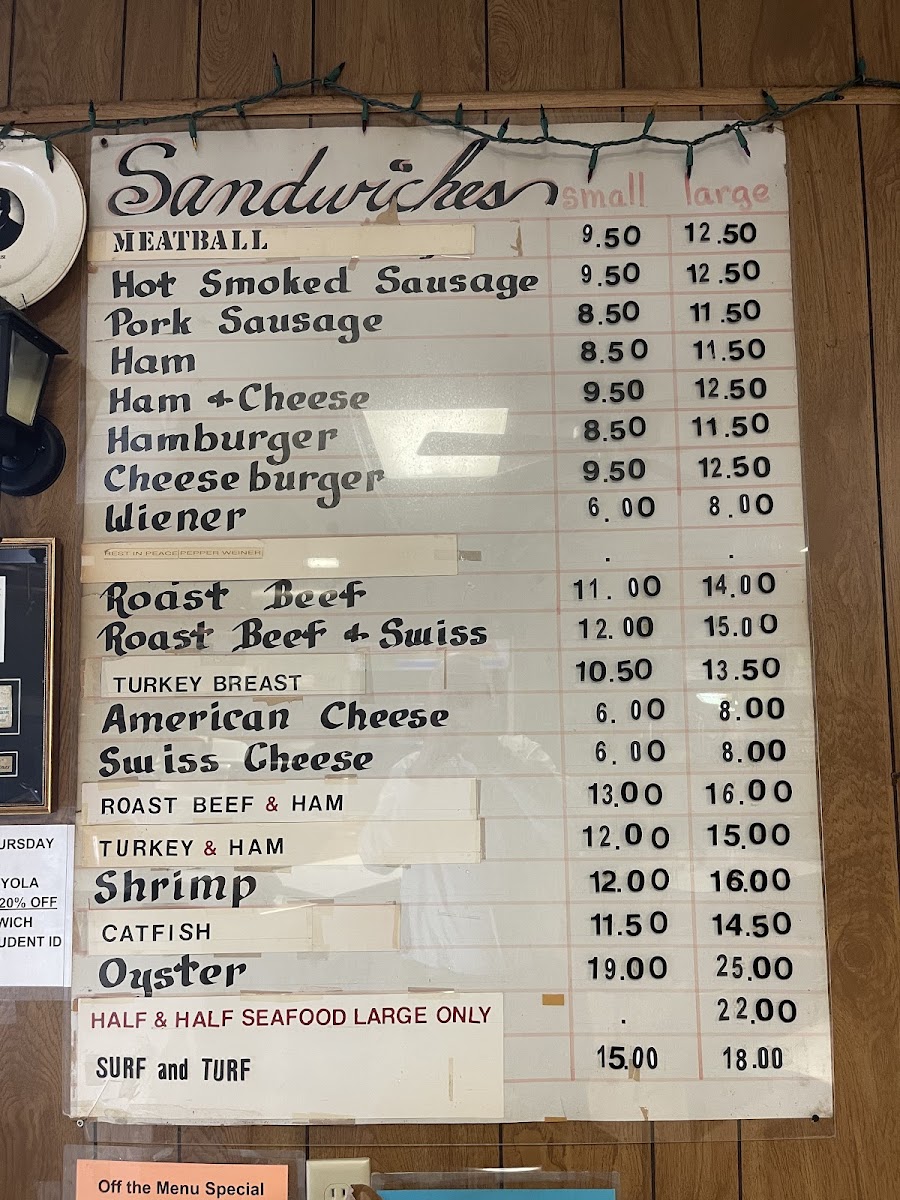 Sandwiches small large
MEATBALL 9.50 12.50
Hot Smoked Sausage 9.50 12.50
Pork Sausage 8.50 11.50
Ham 8.50 11.50
Ham & Cheese 9.50 12.50
Hamburger 8.50 11.50
Cheeseburger 9.50 12.50
Wiener 6.00 8.00
REST IN PEACE PEPPER WEINER . .
Roast Beef 11.00 14.00
Roast Beef & Swiss 12.00 15.00
TURKEY BREAST 10.50 13.50
American Cheese 6.00 8.00
Swiss Cheese 6.00 8.00
ROAST BEEF & HAM 13.00 16.00
TURKEY & HAM 12.00 15.00
Shrimp 12.00 16.00
CATFISH 11.50 14.50
Oyster 19.00 25.00
HALF & HALF SEAFOOD LARGE ONLY . 22.00
SURF and TURF 15.00 18.00
URSDAY
YOLA
20% OFF
WICH
UDENT ID
Off the Menu Special